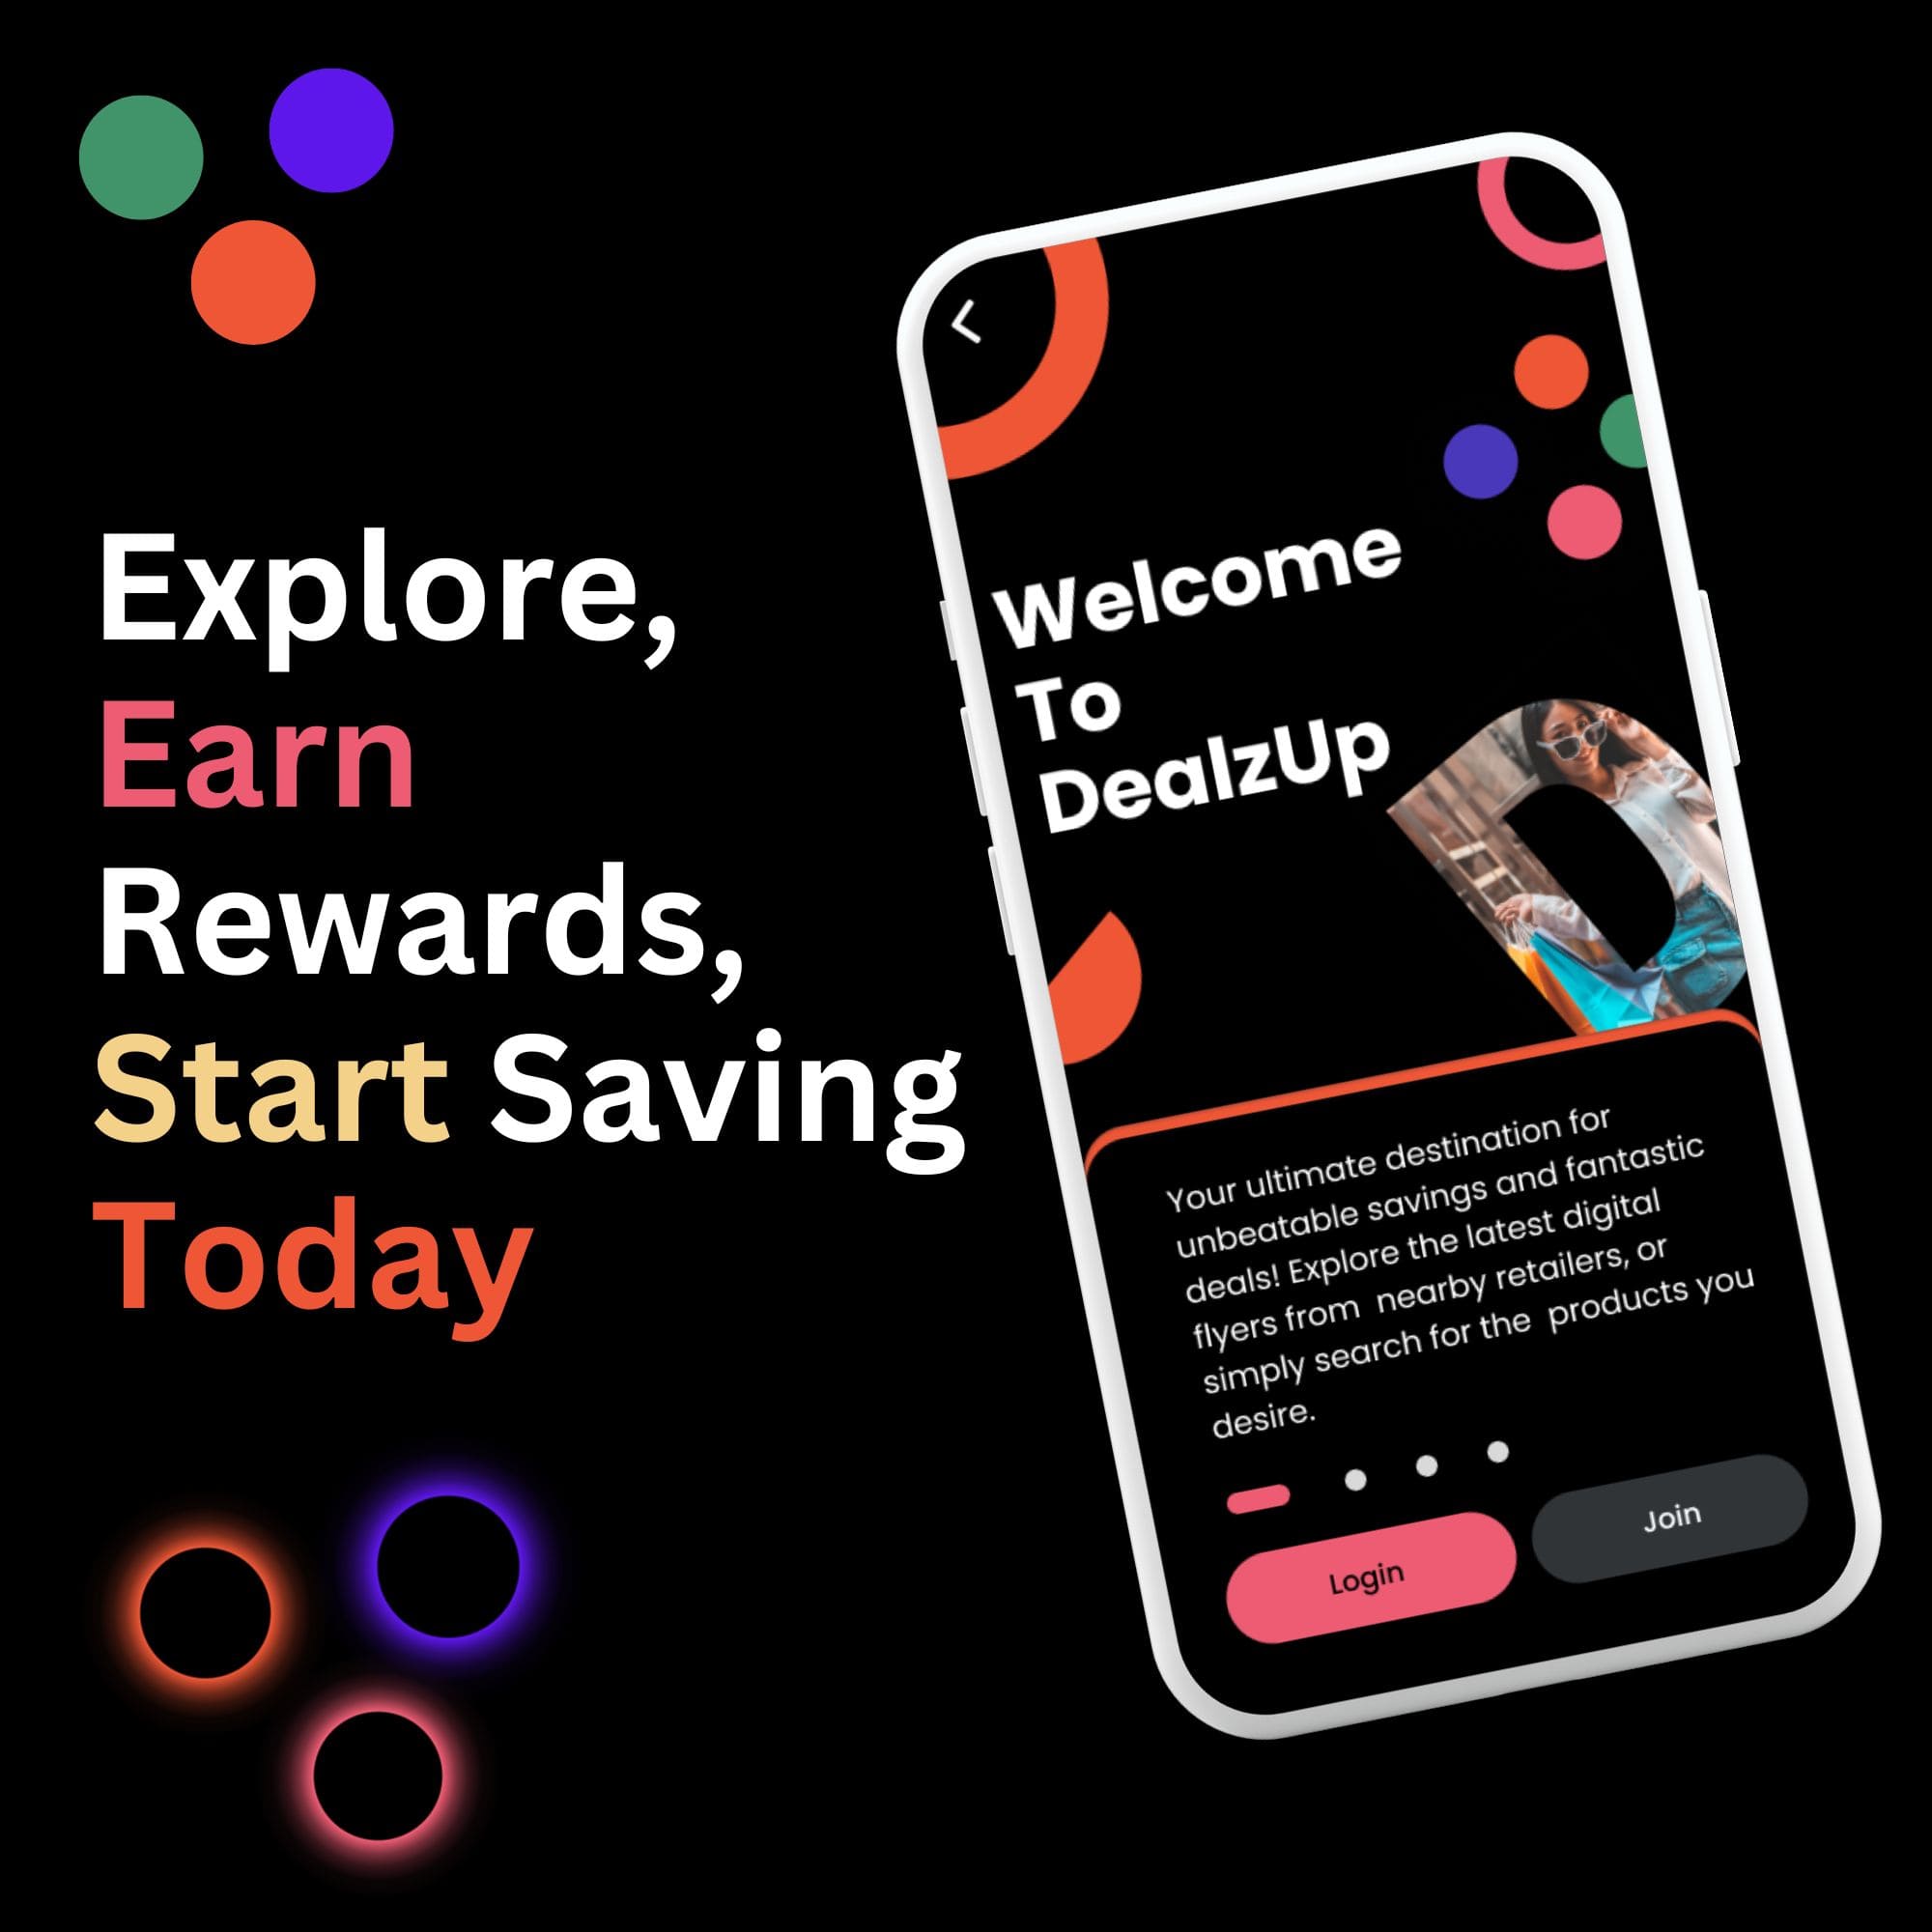 Explore,
Earn
Rewards,
Start Saving
Today
Welcome
To
DealzUp
Your ultimate destination for
unbeatable savings and fantastic
deals! Explore the latest digital
flyers from  nearby retailers, or
simply search for the  products you
desire.
Login
Join